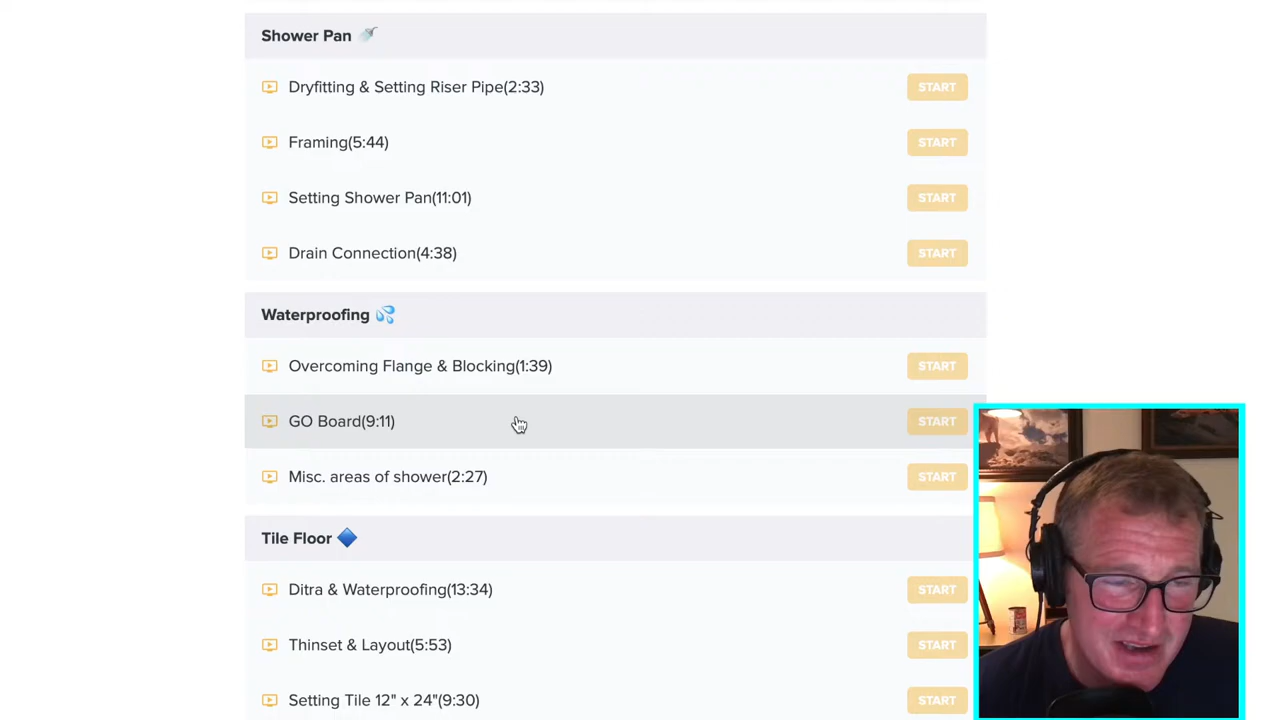 Shower Pan 🚿
Dryfitting & Setting Riser Pipe(2:33)
START
Framing(5:44)
START
Setting Shower Pan(11:01)
START
Drain Connection(4:38)
START
Waterproofing 💦
Overcoming Flange & Blocking(1:39)
START
GO Board(9:11)
START
Misc. areas of shower(2:27)
START
Tile Floor 🔷
Ditra & Waterproofing(13:34)
START
Thinset & Layout(5:53)
START
Setting Tile 12" x 24"(9:30)
START